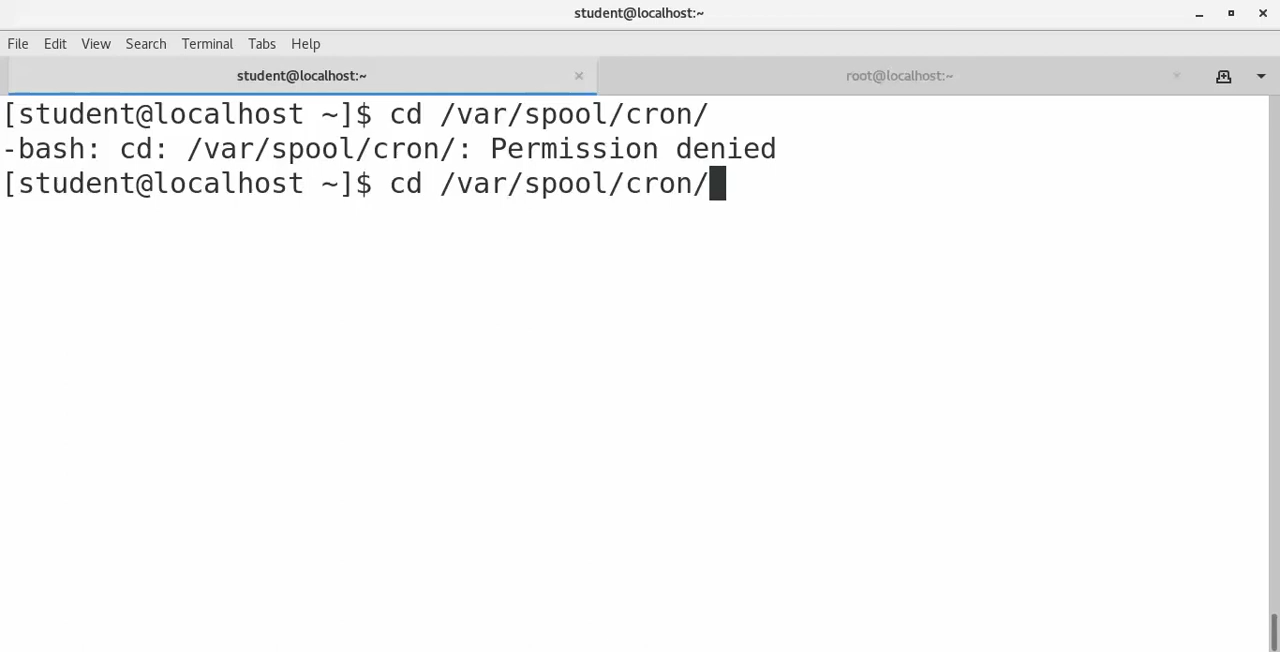 student@localhost:~
File Edit View Search Terminal Tabs Help
student@localhost:~ × root@localhost:~ ×
[student@localhost ~]$ cd /var/spool/cron/
-bash: cd: /var/spool/cron/: Permission denied
[student@localhost ~]$ cd /var/spool/cron/